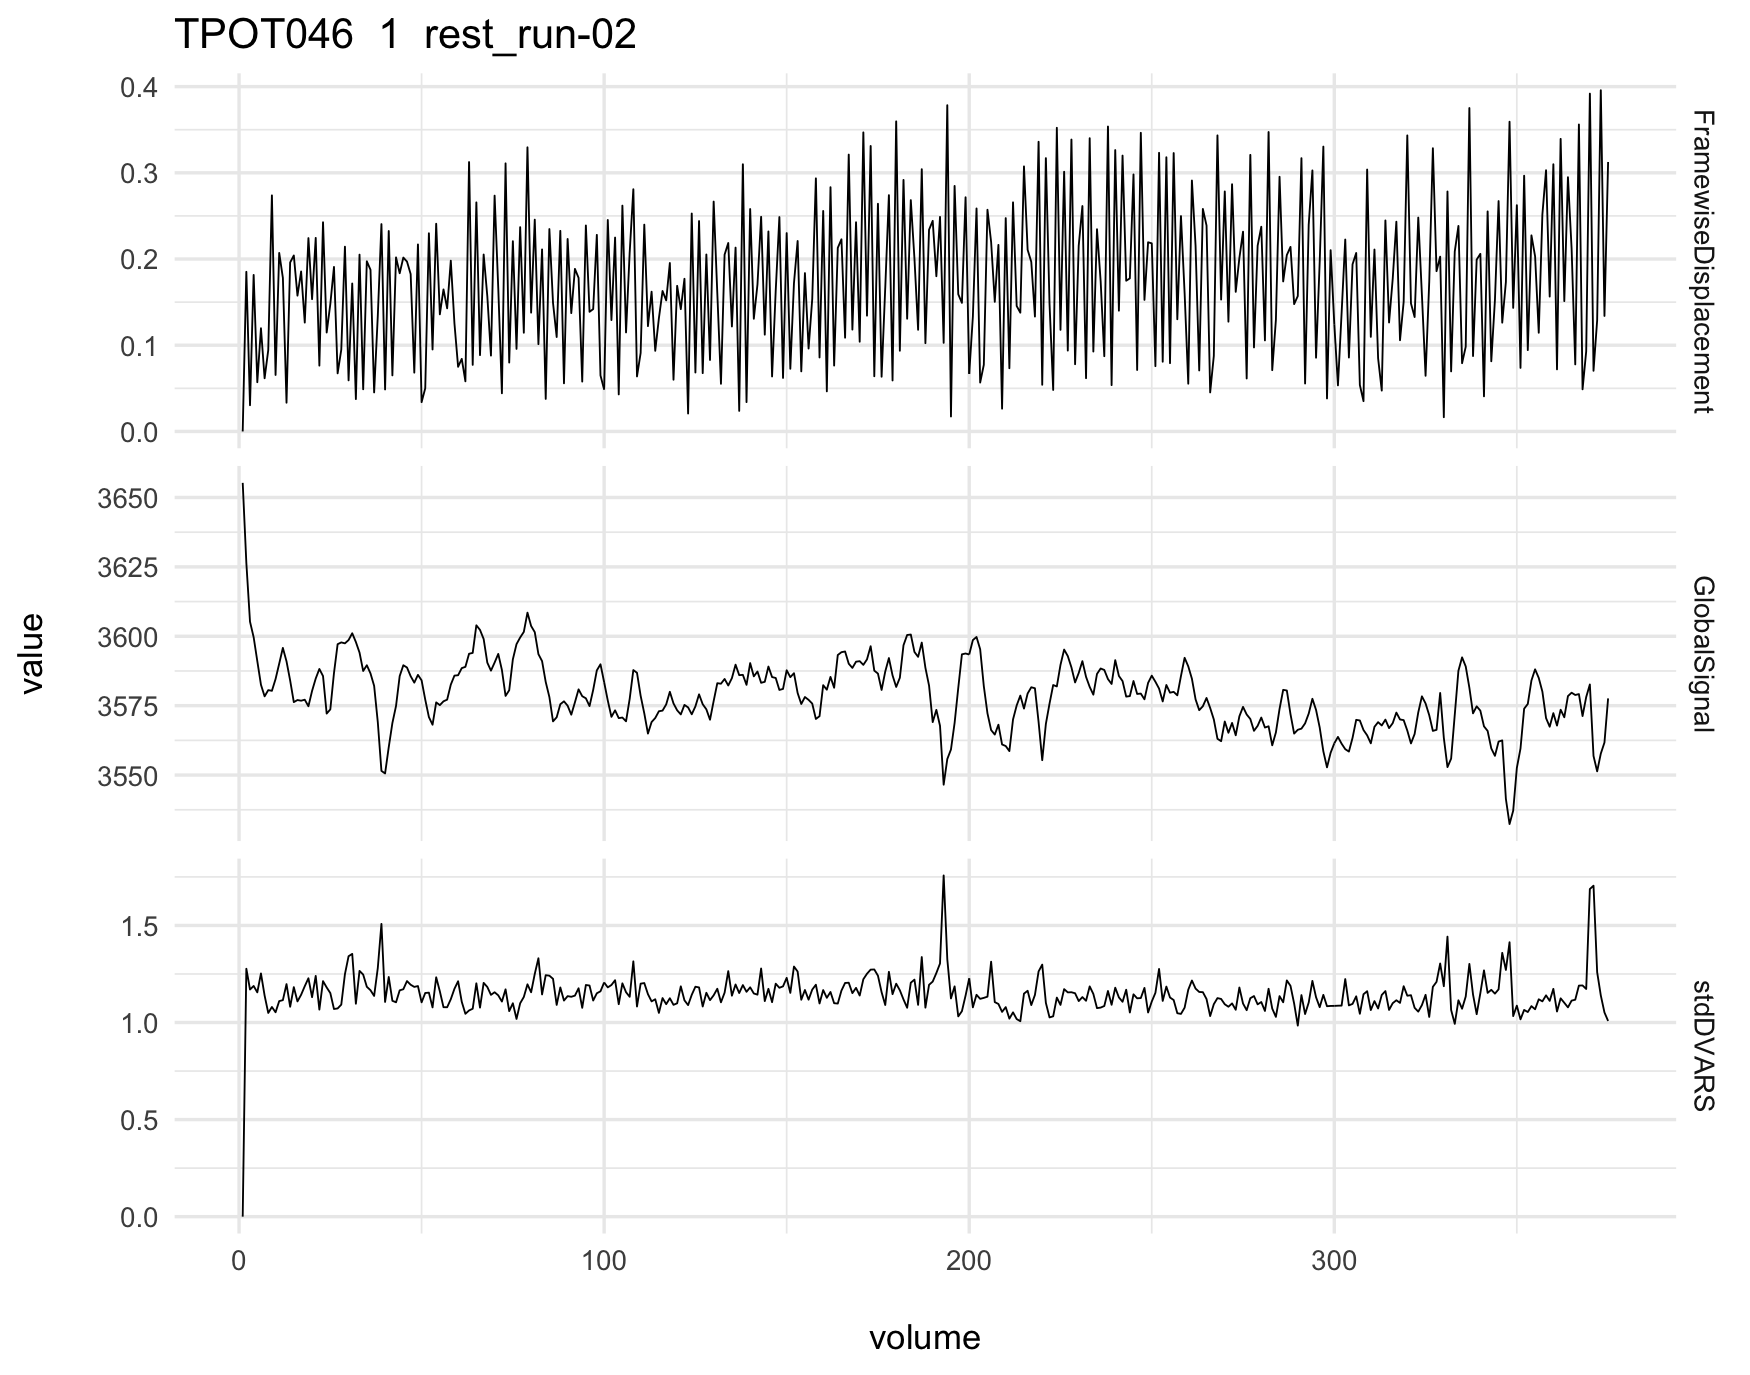 TPOT046 1 rest_run-02
0.4
0.3
0.2
0.1
0.0
FramewiseDisplacement
3650
3625
3600
3575
3550
GlobalSignal
value
1.5
1.0
0.5
0.0
stdDVARS
0 100 200 300
volume